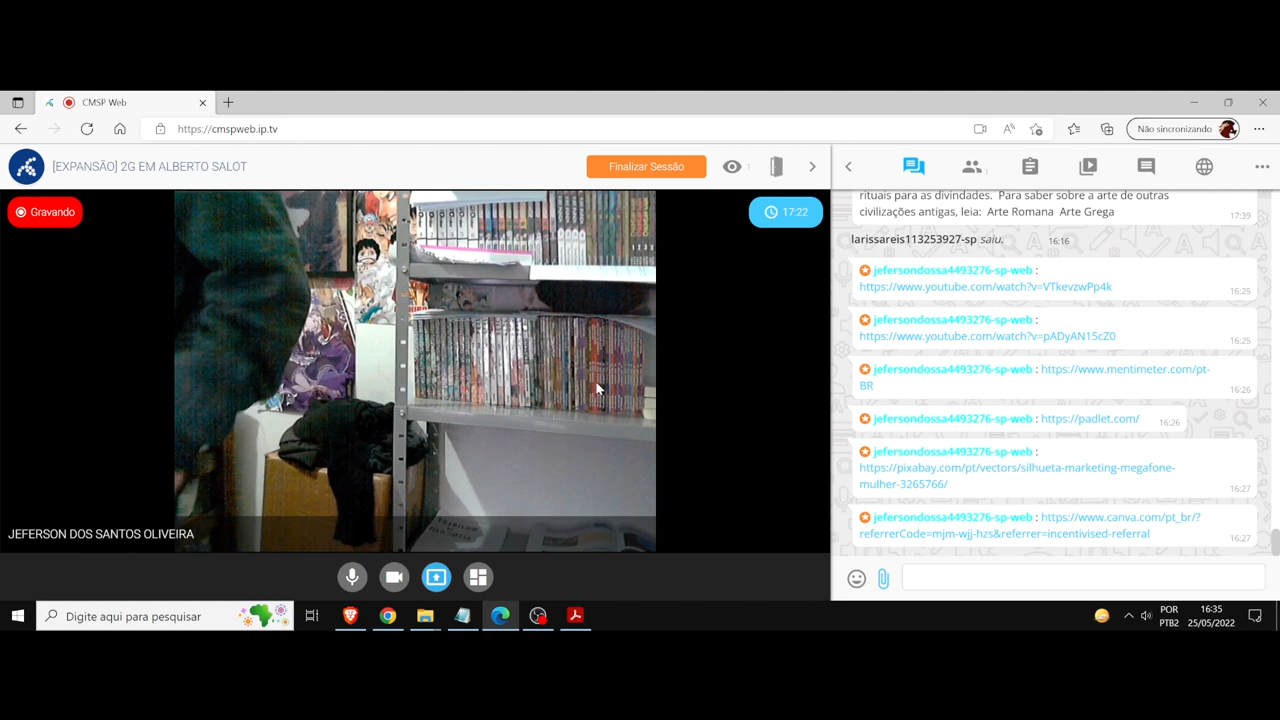 CMSP Web
https://cmspweb.ip.tv
Não sincronizando
[EXPANSÃO] 2G EM ALBERTO SALOT
Finalizar Sessão
1
1
Gravando
17:22
JEFERSON DOS SANTOS OLIVEIRA
rituais para as divindades. Para saber sobre a arte de outras
civilizações antigas, leia: Arte Romana Arte Grega
17:39
larissareis113253927-sp saiu. 16:16
jefersondossa4493276-sp-web :
https://www.youtube.com/watch?v=VTkevzwPp4k
16:25
jefersondossa4493276-sp-web :
https://www.youtube.com/watch?v=pADyAN15cZ0
16:25
jefersondossa4493276-sp-web : https://www.mentimeter.com/pt-
BR
16:26
jefersondossa4493276-sp-web : https://padlet.com/ 16:26
jefersondossa4493276-sp-web :
https://pixabay.com/pt/vectors/silhueta-marketing-megafone-
mulher-3265766/
16:27
jefersondossa4493276-sp-web : https://www.canva.com/pt_br/?
referrerCode=mjm-wjj-hzs&referrer=incentivised-referral
16:27
Digite aqui para pesquisar
POR
PTB2
16:35
25/05/2022